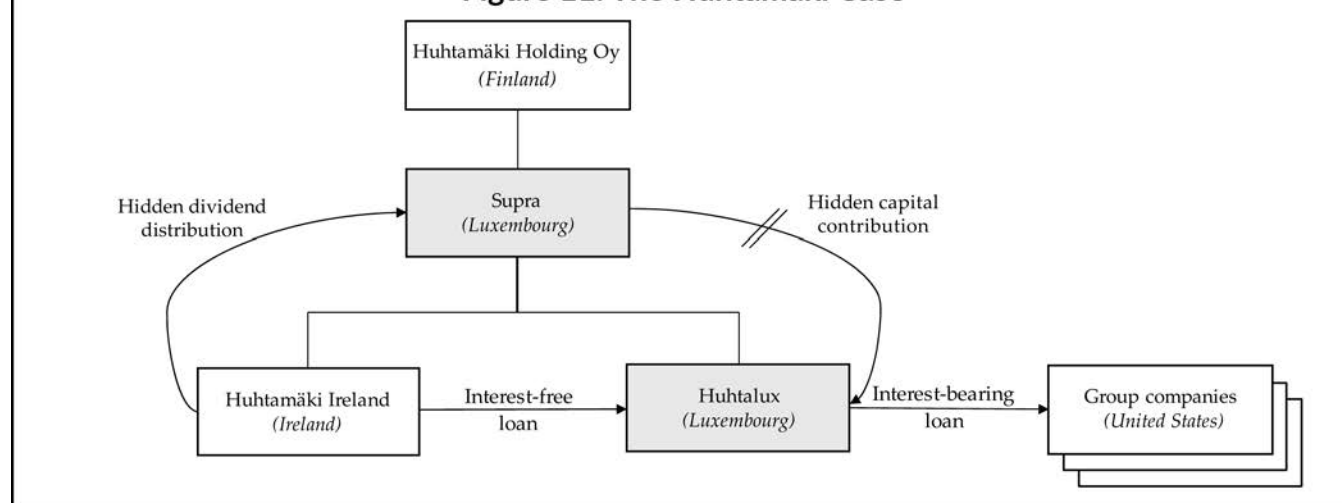 Huhtamäki Holding Oy
(Finland)
Supra
(Luxembourg)
Hidden dividend
distribution
Hidden capital
contribution
Huhtamäki Ireland
(Ireland)
Interest-free
loan
Huhtalux
(Luxembourg)
Interest-bearing
loan
Group companies
(United States)